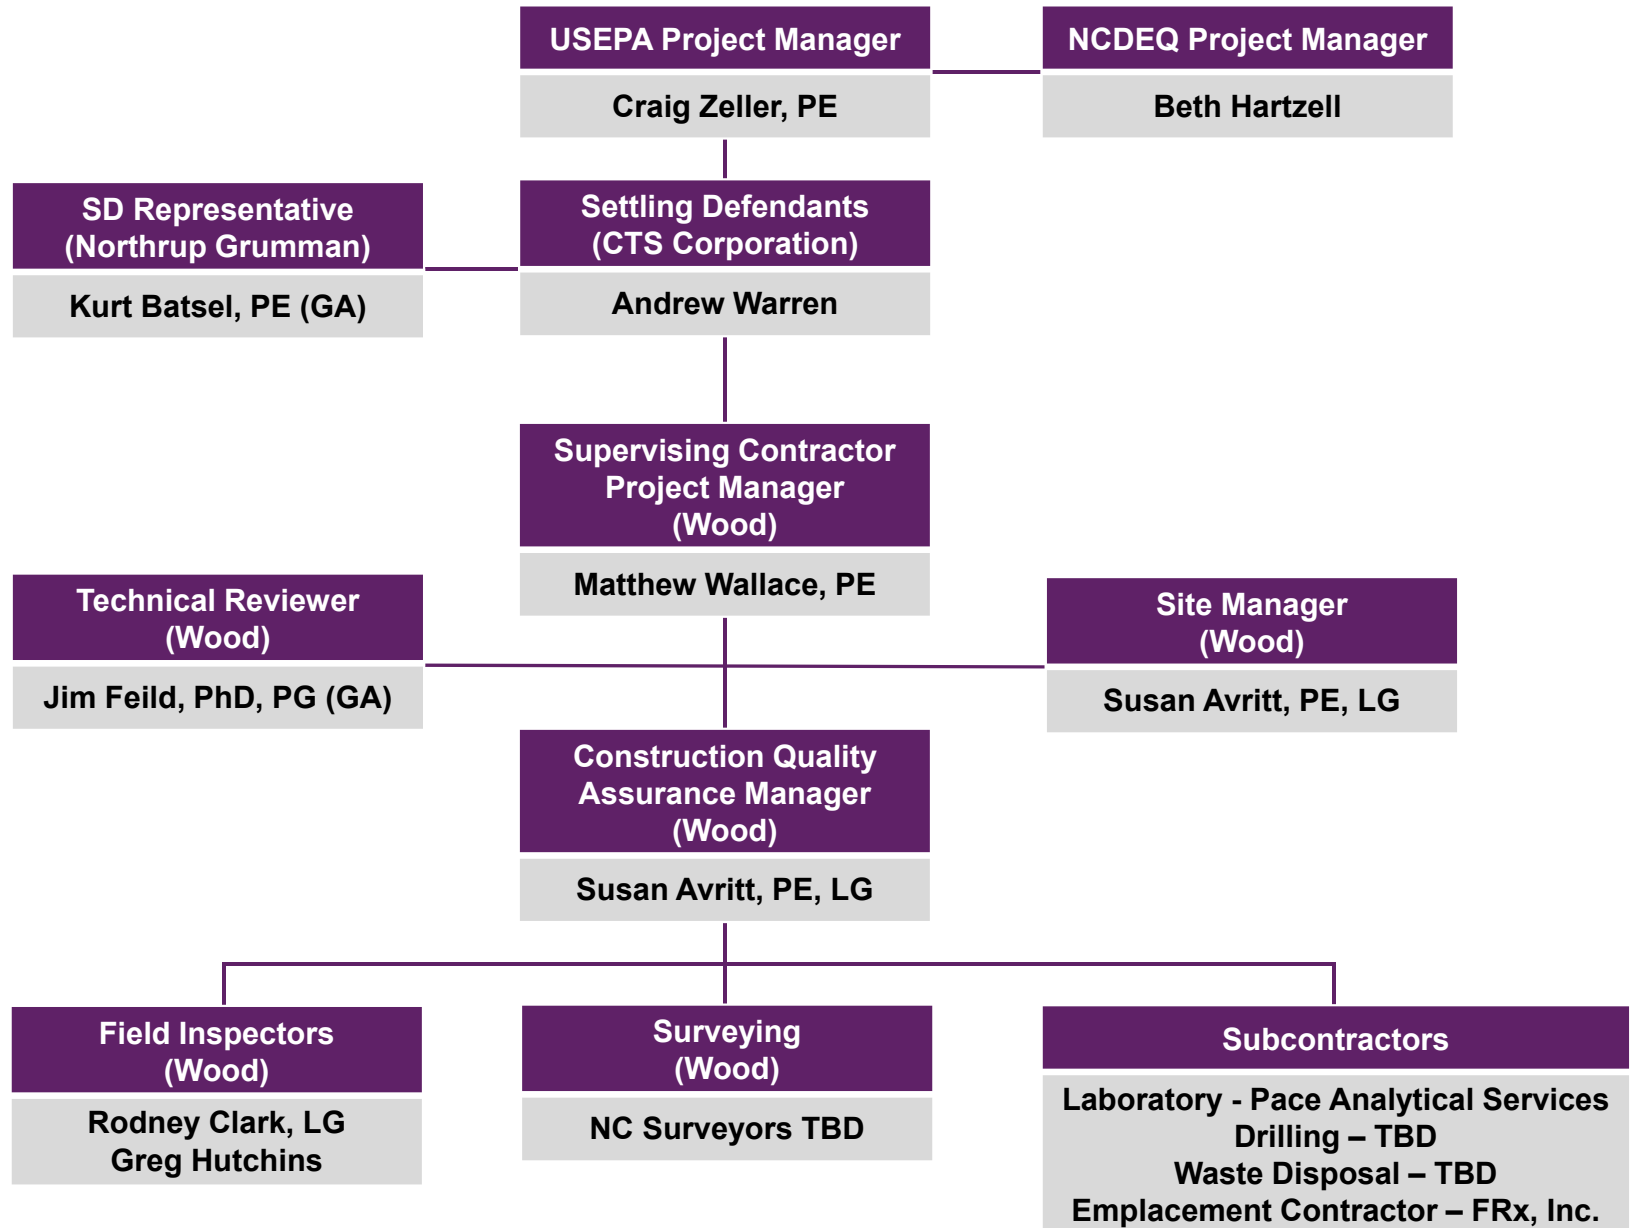 USEPA Project Manager
Craig Zeller, PE
NCDEQ Project Manager
Beth Hartzell
SD Representative
(Northrup Grumman)
Kurt Batsel, PE (GA)
Settling Defendants
(CTS Corporation)
Andrew Warren
Supervising Contractor
Project Manager
(Wood)
Matthew Wallace, PE
Technical Reviewer
(Wood)
Jim Feild, PhD, PG (GA)
Site Manager
(Wood)
Susan Avritt, PE, LG
Construction Quality
Assurance Manager
(Wood)
Susan Avritt, PE, LG
Field Inspectors
(Wood)
Rodney Clark, LG
Greg Hutchins
Surveying
(Wood)
NC Surveyors TBD
Subcontractors
Laboratory - Pace Analytical Services
Drilling – TBD
Waste Disposal – TBD
Emplacement Contractor – FRx, Inc.